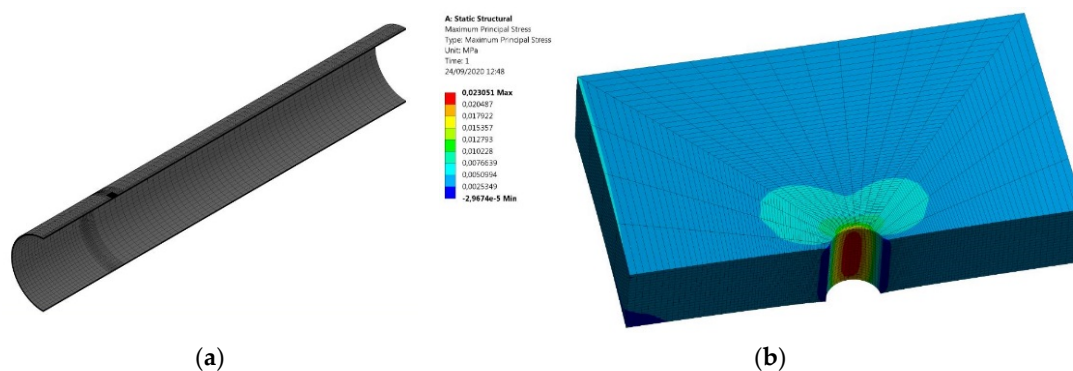 A: Static Structural
Maximum Principal Stress
Type: Maximum Principal Stress
Unit: MPa
Time: 1
24/09/2020 12:48
0,023051 Max
0,020487
0,017922
0,015357
0,012793
0,010228
0,0076639
0,0050994
0,0025349
-2,9674e-5 Min
(a)
(b)